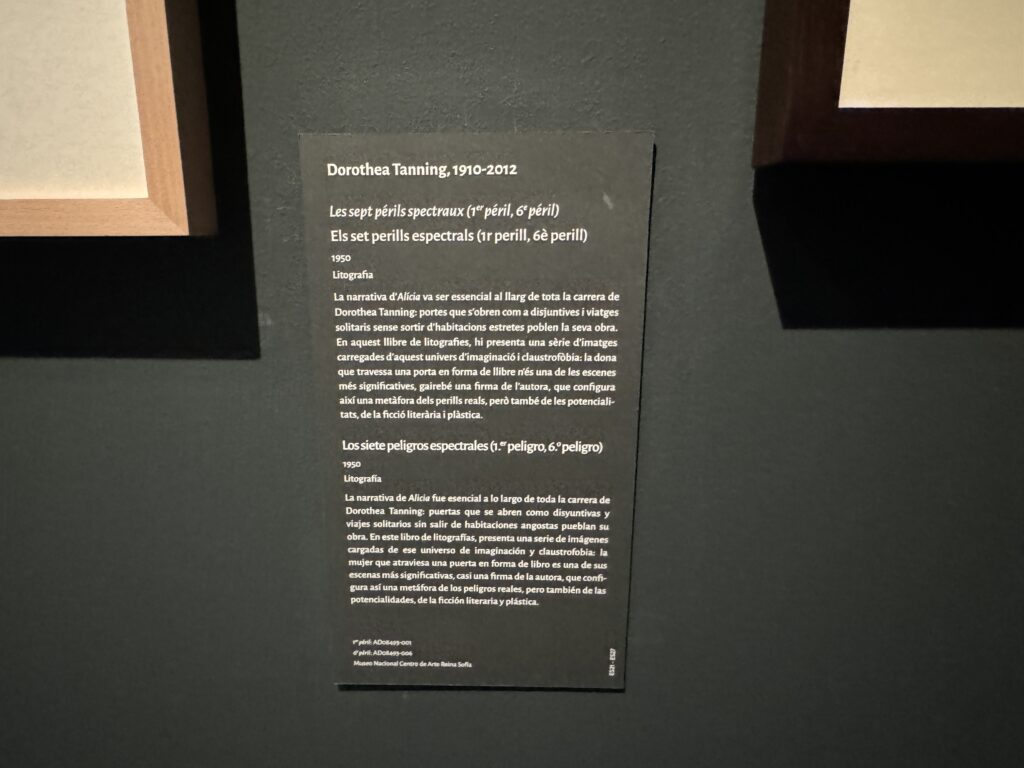 Dorothea Tanning, 1910-2012
Les sept périls spectraux (1er péril, 6e péril)
Els set perills espectrals (1r perill, 6è perill)
1950
Litografia
La narrativa d'Alícia va ser essencial al llarg de tota la carrera de
Dorothea Tanning: portes que s'obren com a disjuntives i viatges
solitaris sense sortir d'habitacions estretes poblen la seva obra.
En aquest llibre de litografies, hi presenta una sèrie d'imatges
carregades d'aquest univers d'imaginació i claustrofòbia: la dona
que travessa una porta en forma de llibre n'és una de les escenes
més significatives, gairebé una firma de l'autora, que configura
així una metàfora dels perills reals, però també de les potenciali-
tats, de la ficció literària i plàstica.
Los siete peligros espectrales (1.er peligro, 6.º peligro)
1950
Litografía
La narrativa de Alicia fue esencial a lo largo de toda la carrera de
Dorothea Tanning: puertas que se abren como disyuntivas y
viajes solitarios sin salir de habitaciones angostas pueblan su
obra. En este libro de litografías, presenta una serie de imágenes
cargadas de ese universo de imaginación y claustrofobia: la
mujer que atraviesa una puerta en forma de libro es una de sus
escenas más significativas, casi una firma de la autora, que confi-
gura así una metáfora de los peligros reales, pero también de las
potencialidades, de la ficción literaria y plástica.
1er péril: AD08493-001
6e péril: AD08493-006
Museo Nacional Centro de Arte Reina Sofía